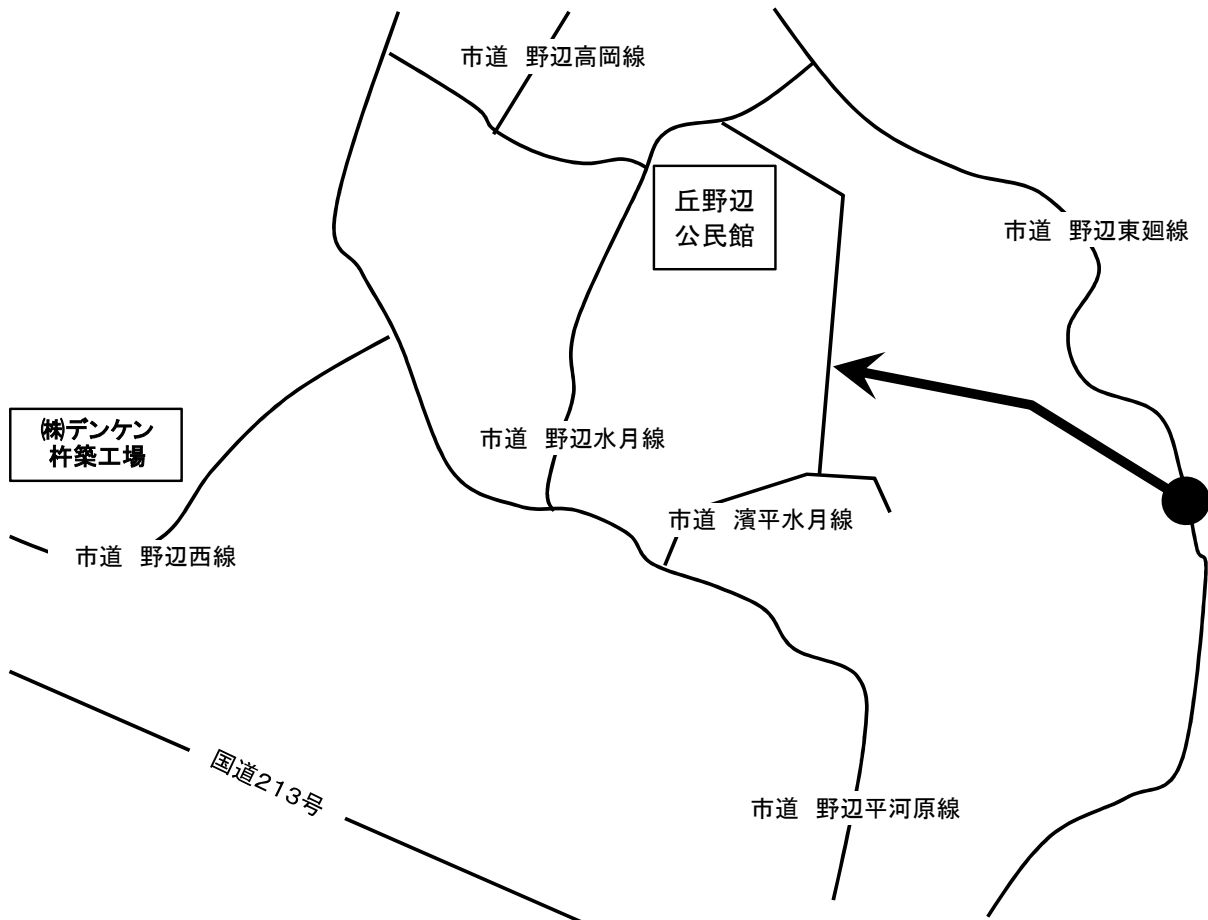 市道　野辺高岡線
丘野辺
公民館
市道　野辺東廻線
㈱デンケン
杵築工場
市道　野辺水月線
市道　濱平水月線
市道　野辺西線
国道213号
市道　野辺平河原線